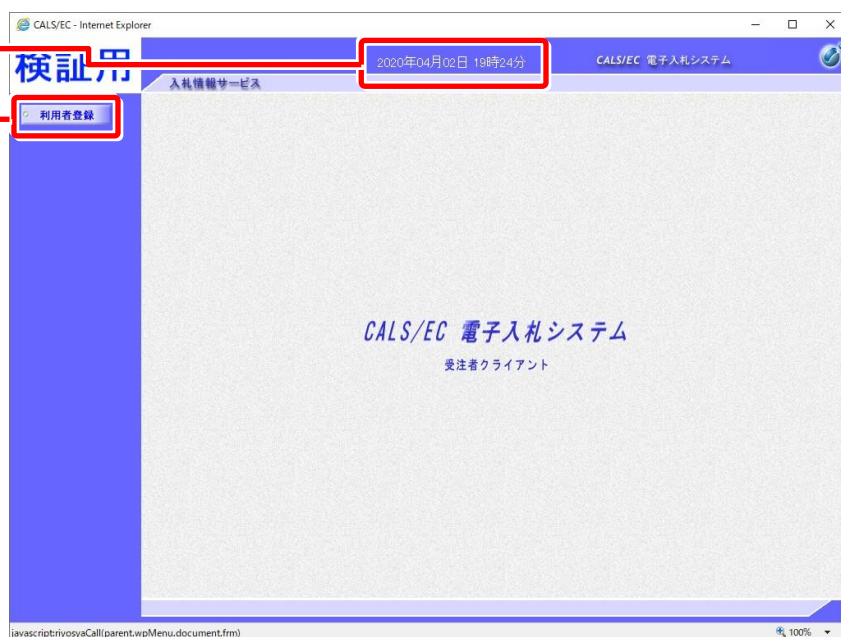 CALS/EC - Internet Explorer
検証用
2020年04月02日 19時24分
CALS/EC 電子入札システム
入札情報サービス
利用者登録
CALS/EC 電子入札システム
受注者クライアント
javascript:riyosyaCall(parent.wpMenu.document.frm)
100%